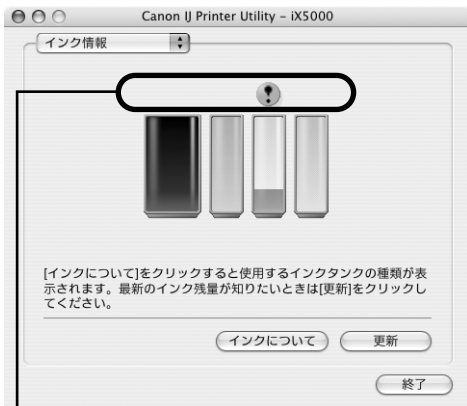 Canon IJ Printer Utility – iX5000
インク情報
[インクについて]をクリックすると使用するインクタンクの種類が表
示されます。最新のインク残量が知りたいときは[更新]をクリックし
てください。
インクについて 更新
終了